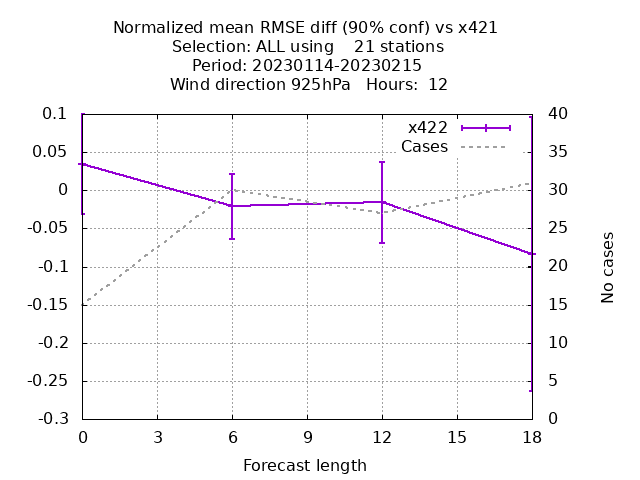 Normalized mean RMSE diff (90% conf) vs x421
Selection: ALL using    21 stations
Period: 20230114-20230215
Wind direction 925hPa   Hours:  12
x422
Cases
0.1
0.05
0
-0.05
-0.1
-0.15
-0.2
-0.25
-0.3
40
35
30
25
20
15
10
5
0
No cases
0 3 6 9 12 15 18
Forecast length